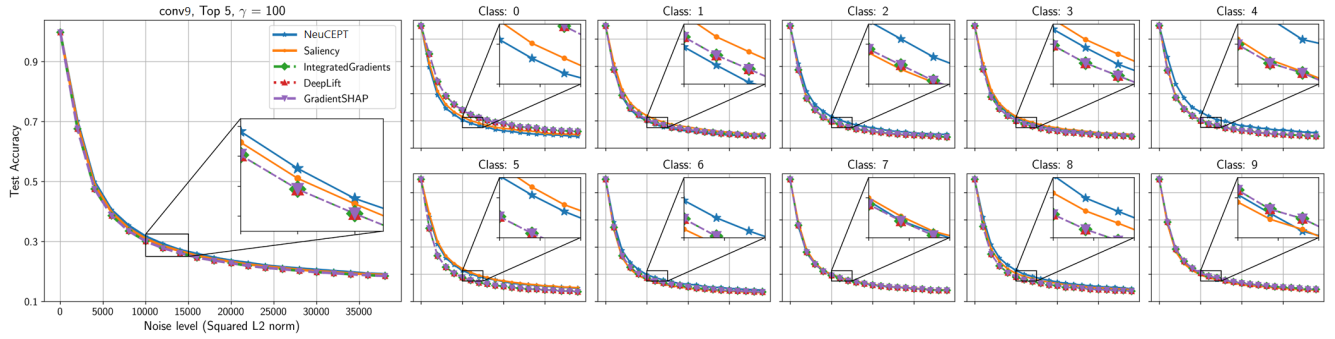 conv9, Top 5, γ = 100
Test Accuracy
0.9
0.7
0.5
0.3
0.1
0
5000
10000
15000
20000
25000
30000
35000
Noise level (Squared L2 norm)
NeuCEPT
Saliency
IntegratedGradients
DeepLift
GradientSHAP
Class: 0
Class: 1
Class: 2
Class: 3
Class: 4
Class: 5
Class: 6
Class: 7
Class: 8
Class: 9